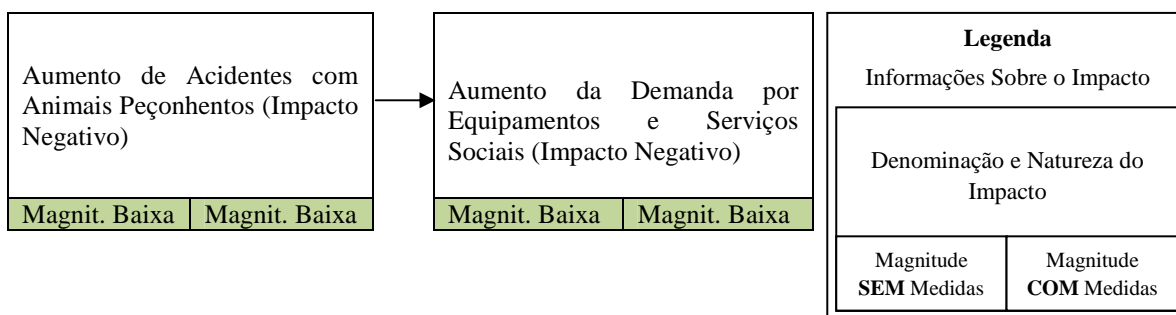 Aumento de Acidentes com
Animais Peçonhentos (Impacto
Negativo)
Magnit. Baixa
Magnit. Baixa
Aumento da Demanda por
Equipamentos e Serviços
Sociais (Impacto Negativo)
Magnit. Baixa
Magnit. Baixa
Legenda
Informações Sobre o Impacto
Denominação e Natureza do
Impacto
Magnitude
SEM Medidas
Magnitude
COM Medidas